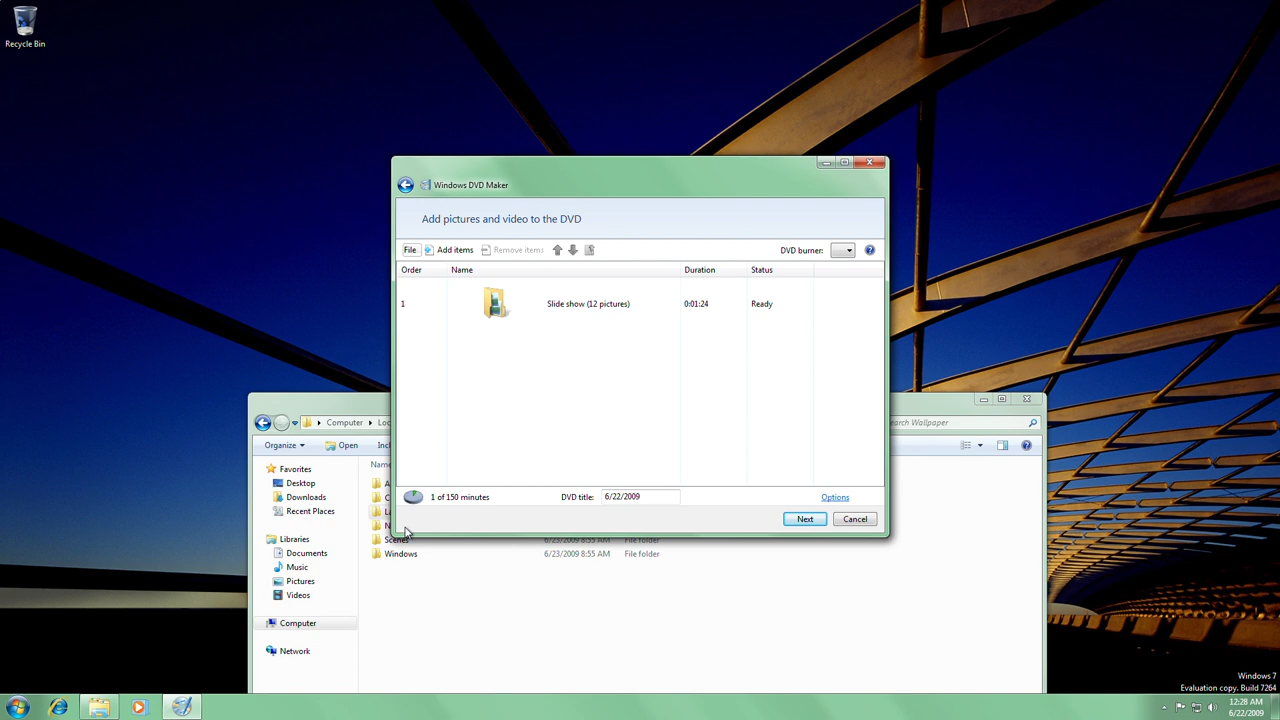 Recycle Bin
Windows DVD Maker
Add pictures and video to the DVD
File Add items Remove items DVD burner:
Order Name Duration Status
1 Slide show (12 pictures) 0:01:24 Ready
1 of 150 minutes DVD title: 6/22/2009 Options
Next Cancel
Computer
earch Wallpaper
Organize Open
Favorites
Desktop
Downloads
Recent Places
Libraries
Documents
Music
Pictures
Videos
Computer
Network
Scenes 6/23/2009 8:55 AM File folder
Windows 6/23/2009 8:55 AM File folder
Windows 7
Evaluation copy. Build 7264
12:28 AM
6/22/2009